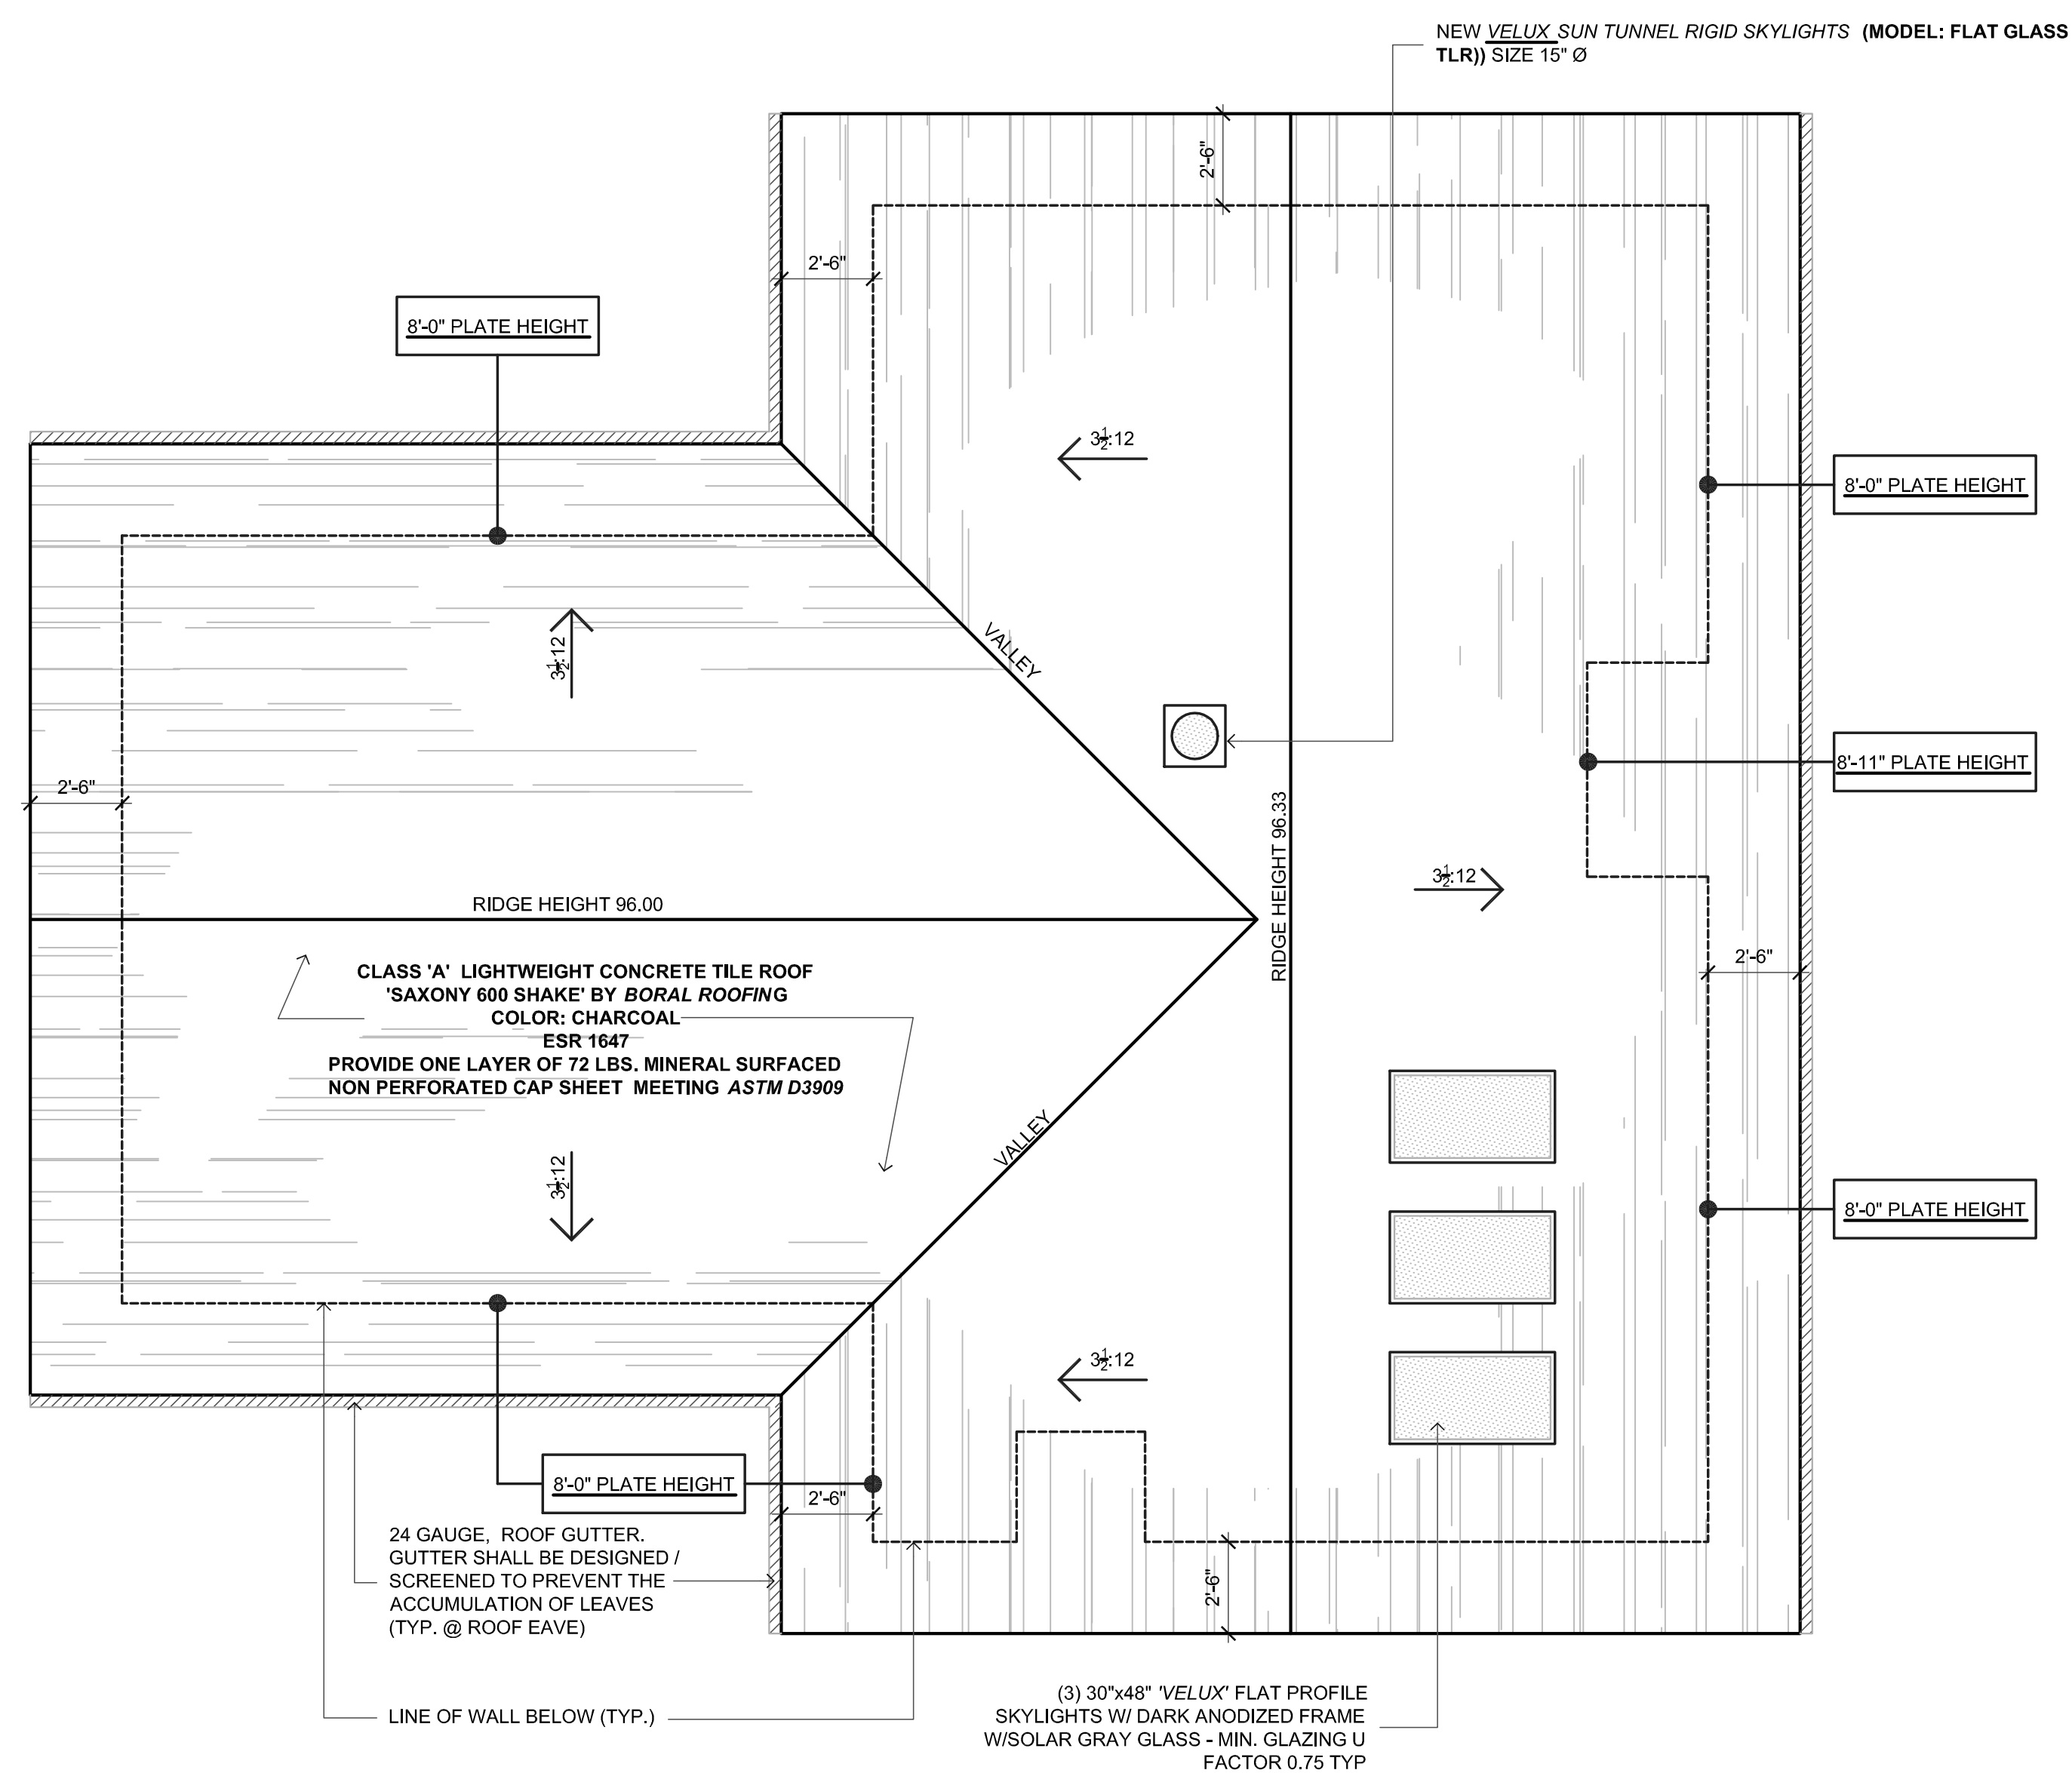 NEW VELUX SUN TUNNEL RIGID SKYLIGHTS (MODEL: FLAT GLASS
TLR)) SIZE 15" Ø
2'-6"
2'-6"
8'-0" PLATE HEIGHT
3½:12
8'-0" PLATE HEIGHT
3½:12
VALLEY
8'-11" PLATE HEIGHT
2'-6"
RIDGE HEIGHT 96.33
3½:12
RIDGE HEIGHT 96.00
2'-6"
CLASS 'A' LIGHTWEIGHT CONCRETE TILE ROOF
'SAXONY 600 SHAKE' BY BORAL ROOFING
COLOR: CHARCOAL
ESR 1647
PROVIDE ONE LAYER OF 72 LBS. MINERAL SURFACED
NON PERFORATED CAP SHEET MEETING ASTM D3909
VALLEY
3½:12
8'-0" PLATE HEIGHT
3½:12
8'-0" PLATE HEIGHT
2'-6"
24 GAUGE, ROOF GUTTER.
GUTTER SHALL BE DESIGNED /
SCREENED TO PREVENT THE
ACCUMULATION OF LEAVES
(TYP. @ ROOF EAVE)
2'-6"
LINE OF WALL BELOW (TYP.)
(3) 30"x48" 'VELUX' FLAT PROFILE
SKYLIGHTS W/ DARK ANODIZED FRAME
W/SOLAR GRAY GLASS - MIN. GLAZING U
FACTOR 0.75 TYP